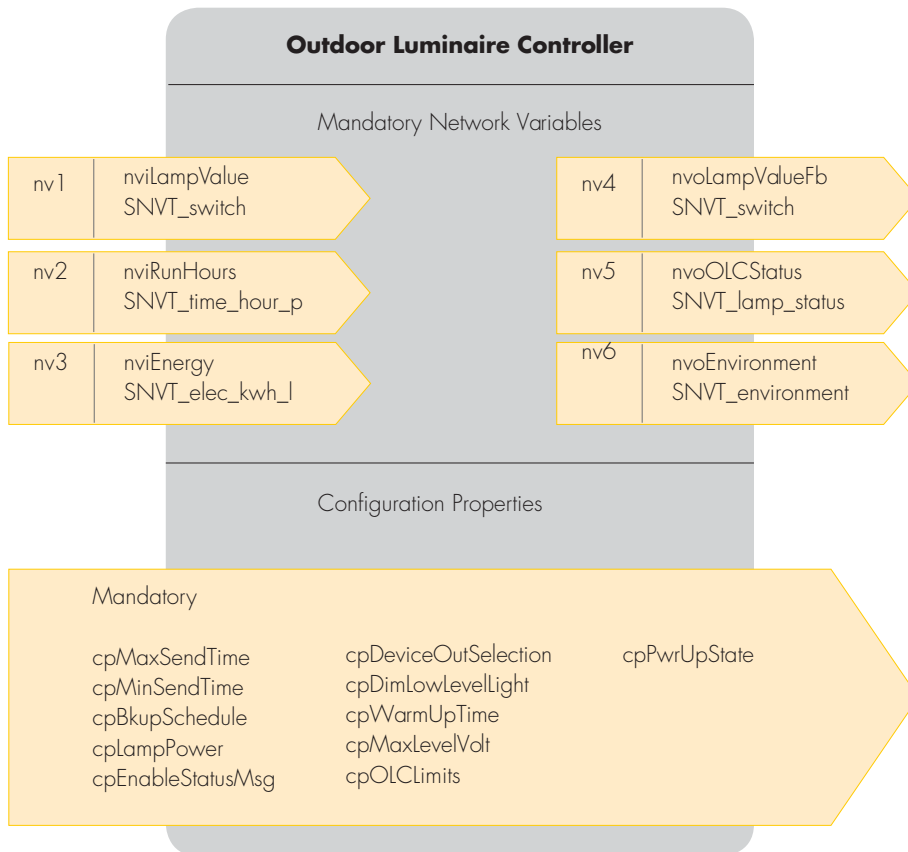 Outdoor Luminaire Controller
Mandatory Network Variables
nv1
nviLampValue
SNVT_switch
nv2
nviRunHours
SNVT_time_hour_p
nv3
nviEnergy
SNVT_elec_kwh_l
nv4
nvoLampValueFb
SNVT_switch
nv5
nvoOLCStatus
SNVT_lamp_status
nv6
nvoEnvironment
SNVT_environment
Configuration Properties
Mandatory
cpMaxSendTime
cpMinSendTime
cpBkupSchedule
cpLampPower
cpEnableStatusMsg
cpDeviceOutSelection
cpDimLowLevelLight
cpWarmUpTime
cpMaxLevelVolt
cpOLCLimits
cpPwrUpState